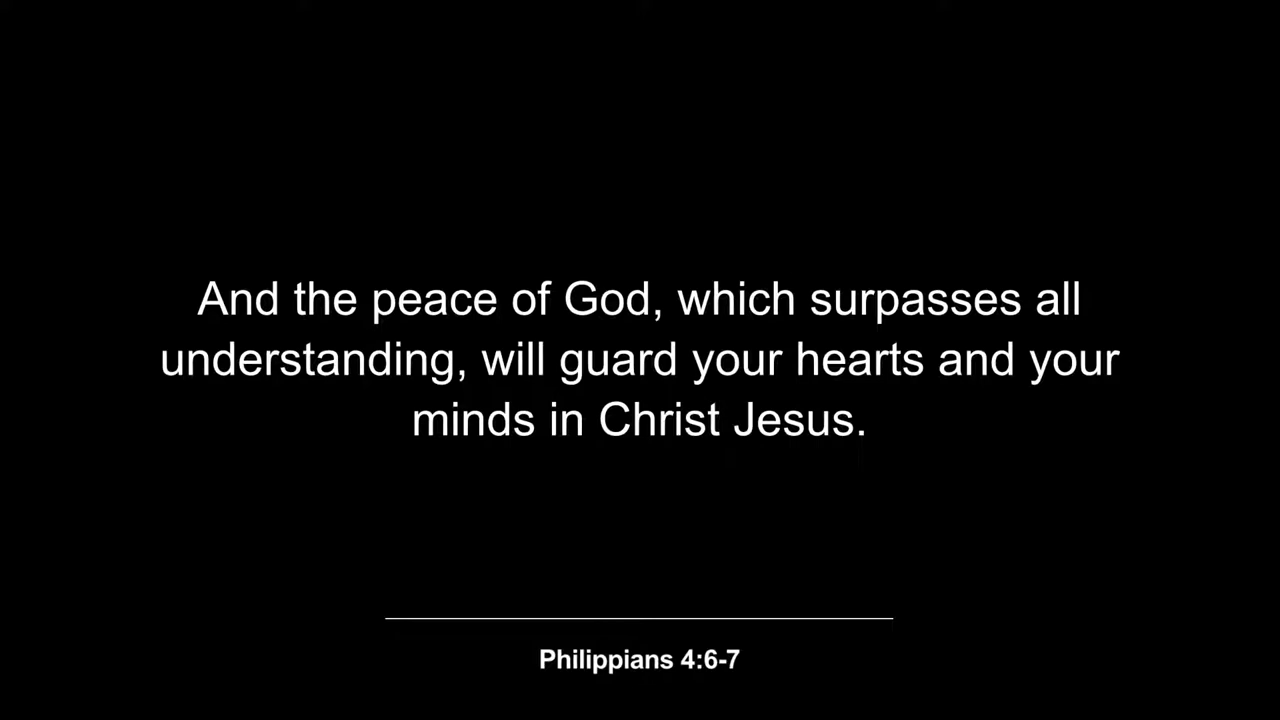 And the peace of God, which surpasses all
understanding, will guard your hearts and your
minds in Christ Jesus.
Philippians 4:6-7